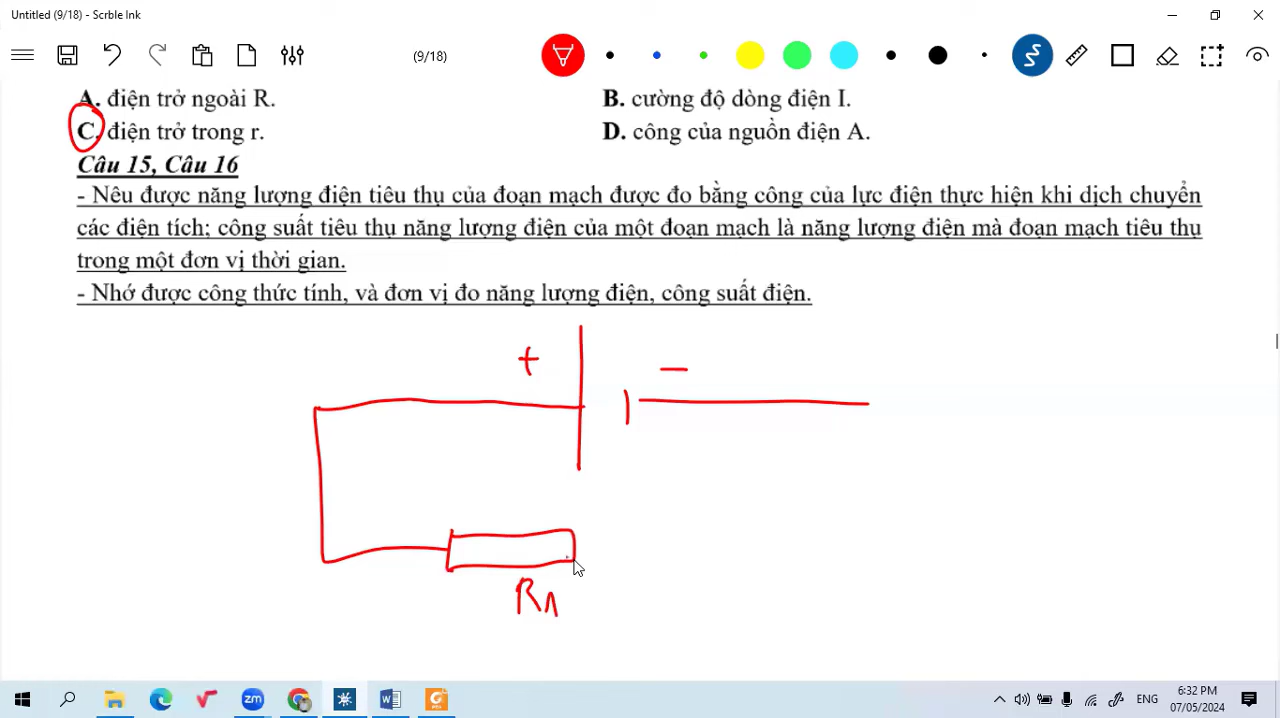 Untitled (9/18) - Scrble Ink
(9/18)
A. điện trở ngoài R. B. cường độ dòng điện I.
C. điện trở trong r. D. công của nguồn điện A.
Câu 15, Câu 16
- Nêu được năng lượng điện tiêu thụ của đoạn mạch được đo bằng công của lực điện thực hiện khi dịch chuyển
các điện tích; công suất tiêu thụ năng lượng điện của một đoạn mạch là năng lượng điện mà đoạn mạch tiêu thụ
trong một đơn vị thời gian.
- Nhớ được công thức tính, và đơn vị đo năng lượng điện, công suất điện.
+ −
R1
zm
ENG
6:32 PM
07/05/2024